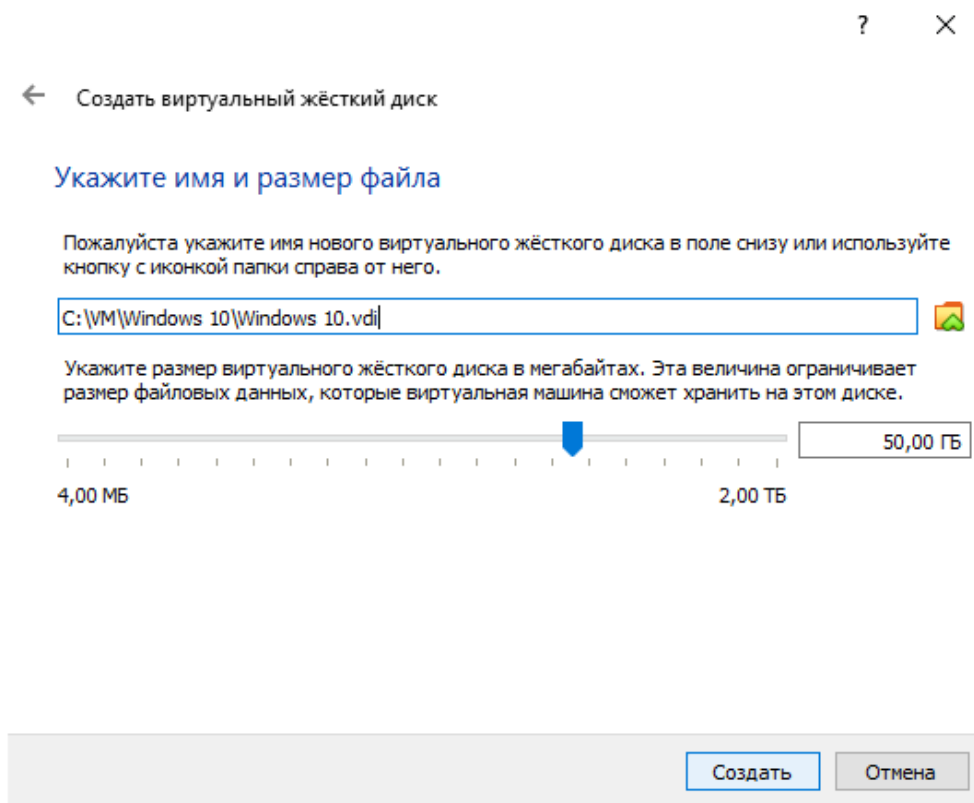 ?
Создать виртуальный жёсткий диск
Укажите имя и размер файла
Пожалуйста укажите имя нового виртуального жёсткого диска в поле снизу или используйте
кнопку с иконкой папки справа от него.
C:\VM\Windows 10\Windows 10.vdi
Укажите размер виртуального жёсткого диска в мегабайтах. Эта величина ограничивает
размер файловых данных, которые виртуальная машина сможет хранить на этом диске.
50,00 ГБ
4,00 МБ 2,00 ТБ
Создать Отмена